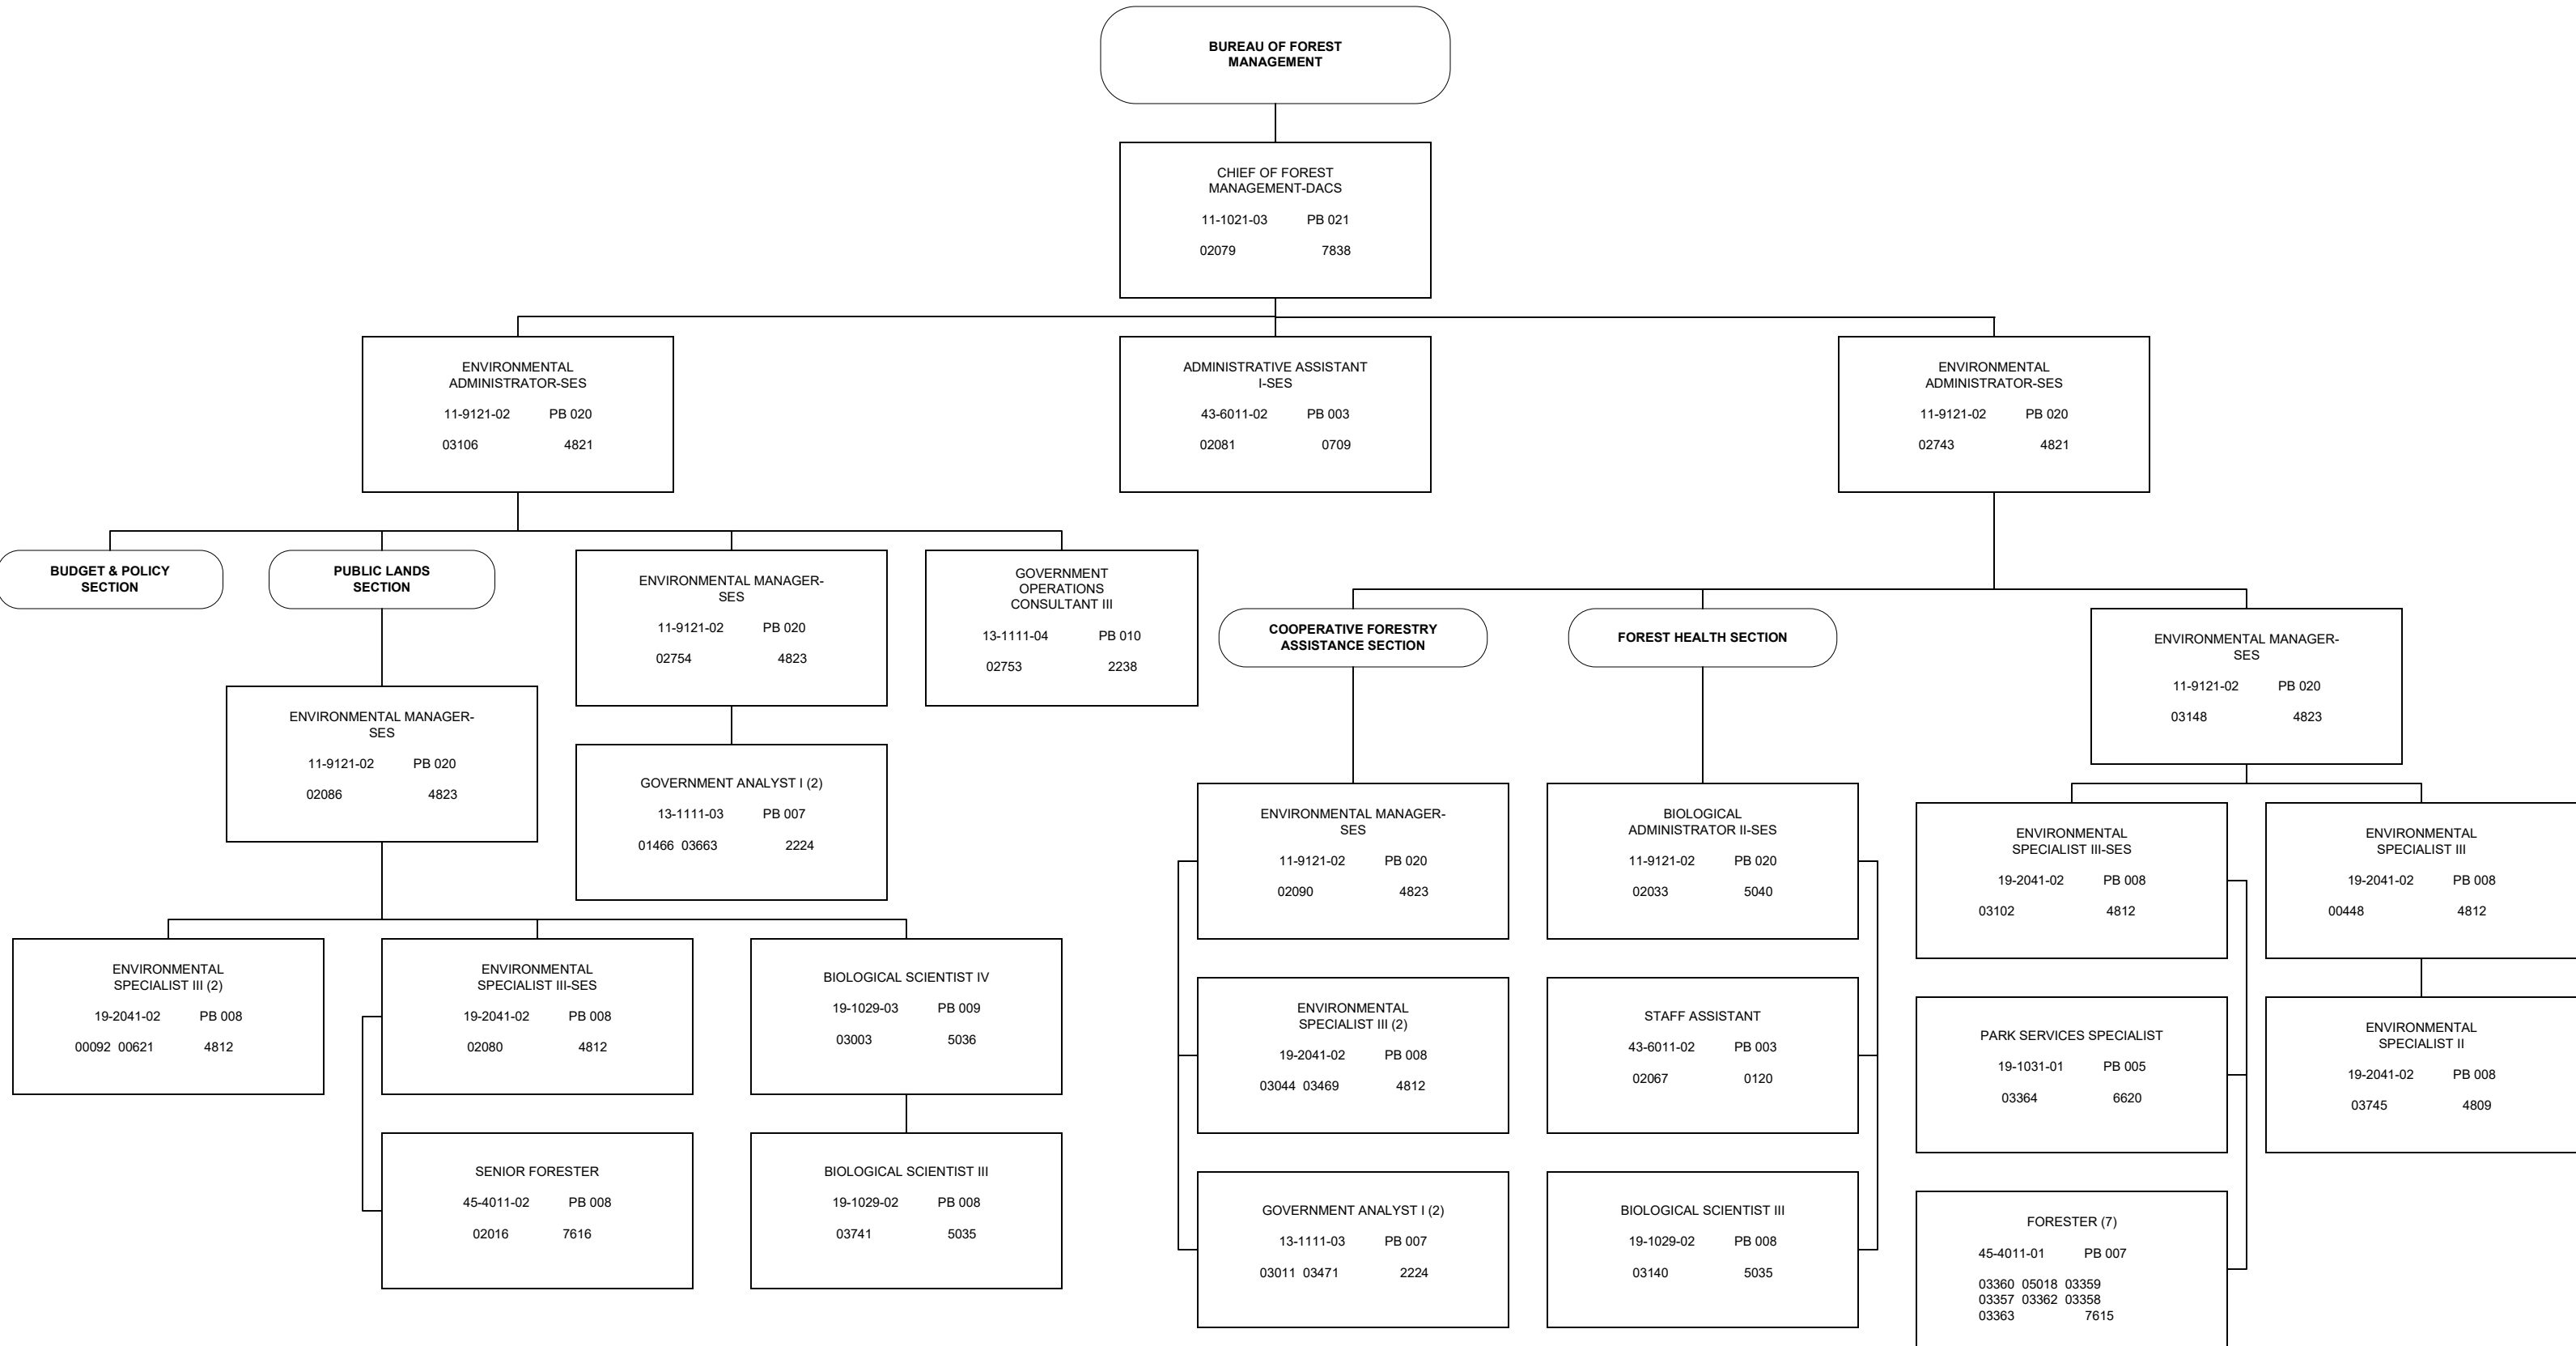 BUREAU OF FOREST
MANAGEMENT
CHIEF OF FOREST
MANAGEMENT-DACS
11-1021-03 PB 021
02079 7838
ENVIRONMENTAL
ADMINISTRATOR-SES
11-9121-02 PB 020
03106 4821
ADMINISTRATIVE ASSISTANT
I-SES
43-6011-02 PB 003
02081 0709
ENVIRONMENTAL
ADMINISTRATOR-SES
11-9121-02 PB 020
02743 4821
BUDGET & POLICY
SECTION
PUBLIC LANDS
SECTION
ENVIRONMENTAL MANAGER-
SES
11-9121-02 PB 020
02754 4823
GOVERNMENT
OPERATIONS
CONSULTANT III
13-1111-04 PB 010
02753 2238
COOPERATIVE FORESTRY
ASSISTANCE SECTION
FOREST HEALTH SECTION
ENVIRONMENTAL MANAGER-
SES
11-9121-02 PB 020
03148 4823
ENVIRONMENTAL MANAGER-
SES
11-9121-02 PB 020
02086 4823
GOVERNMENT ANALYST I (2)
13-1111-03 PB 007
01466 03663 2224
ENVIRONMENTAL MANAGER-
SES
11-9121-02 PB 020
02090 4823
BIOLOGICAL
ADMINISTRATOR II-SES
11-9121-02 PB 020
02033 5040
ENVIRONMENTAL
SPECIALIST III-SES
19-2041-02 PB 008
03102 4812
ENVIRONMENTAL
SPECIALIST III
19-2041-02 PB 008
00448 4812
ENVIRONMENTAL
SPECIALIST III (2)
19-2041-02 PB 008
00092 00621 4812
ENVIRONMENTAL
SPECIALIST III-SES
19-2041-02 PB 008
02080 4812
BIOLOGICAL SCIENTIST IV
19-1029-03 PB 009
03003 5036
ENVIRONMENTAL
SPECIALIST III (2)
19-2041-02 PB 008
03044 03469 4812
STAFF ASSISTANT
43-6011-02 PB 003
02067 0120
PARK SERVICES SPECIALIST
19-1031-01 PB 005
03364 6620
ENVIRONMENTAL
SPECIALIST II
19-2041-02 PB 008
03745 4809
SENIOR FORESTER
45-4011-02 PB 008
02016 7616
BIOLOGICAL SCIENTIST III
19-1029-02 PB 008
03741 5035
GOVERNMENT ANALYST I (2)
13-1111-03 PB 007
03011 03471 2224
BIOLOGICAL SCIENTIST III
19-1029-02 PB 008
03140 5035
FORESTER (7)
45-4011-01 PB 007
03360 05018 03359
03357 03362 03358
03363 7615